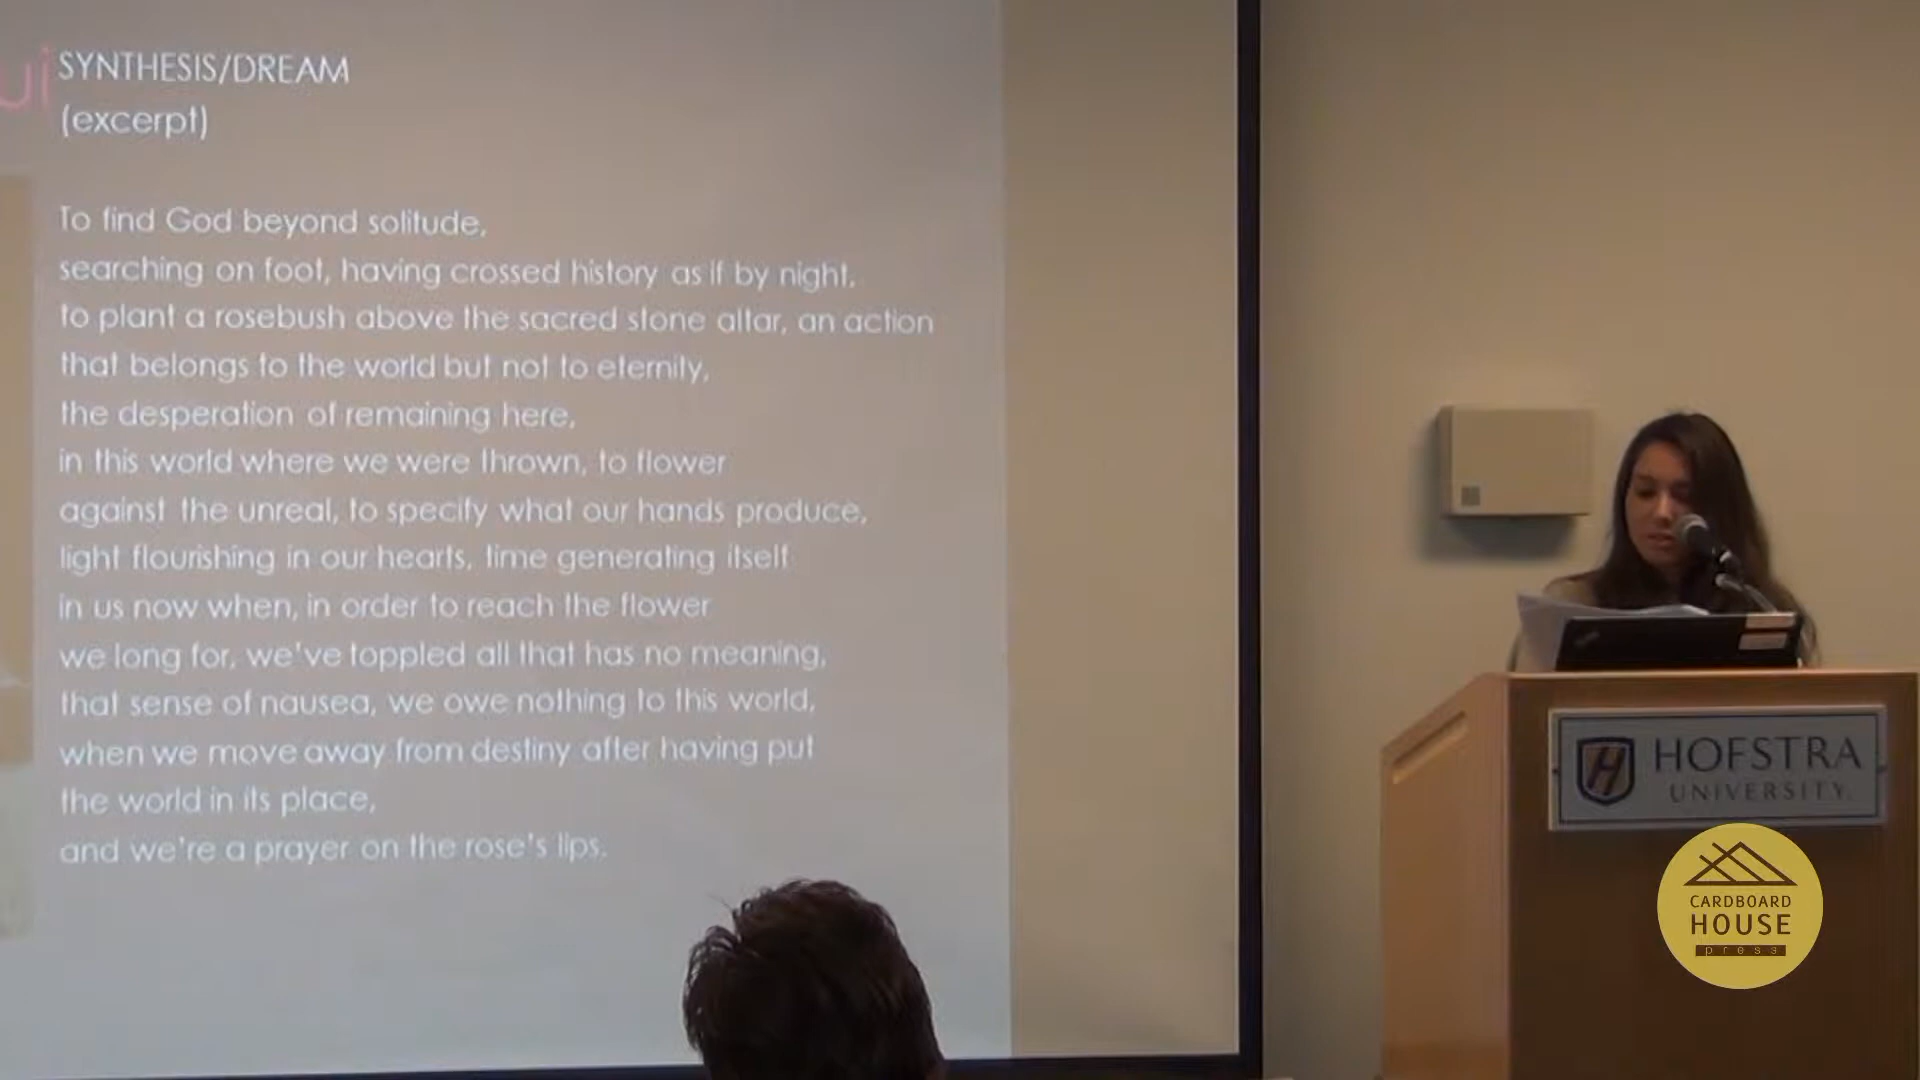 ui
SYNTHESIS/DREAM
(excerpt)
To find God beyond solitude,
searching on foot, having crossed history as if by night,
to plant a rosebush above the sacred stone altar, an action
that belongs to the world but not to eternity,
the desperation of remaining here,
in this world where we were thrown, to flower
against the unreal, to specify what our hands produce,
light flourishing in our hearts, time generating itself
in us now when, in order to reach the flower
we long for, we've toppled all that has no meaning,
that sense of nausea, we owe nothing to this world,
when we move away from destiny after having put
the world in its place,
and we're a prayer on the rose's lips.
HOFSTRA
UNIVERSITY
CARDBOARD
HOUSE
press